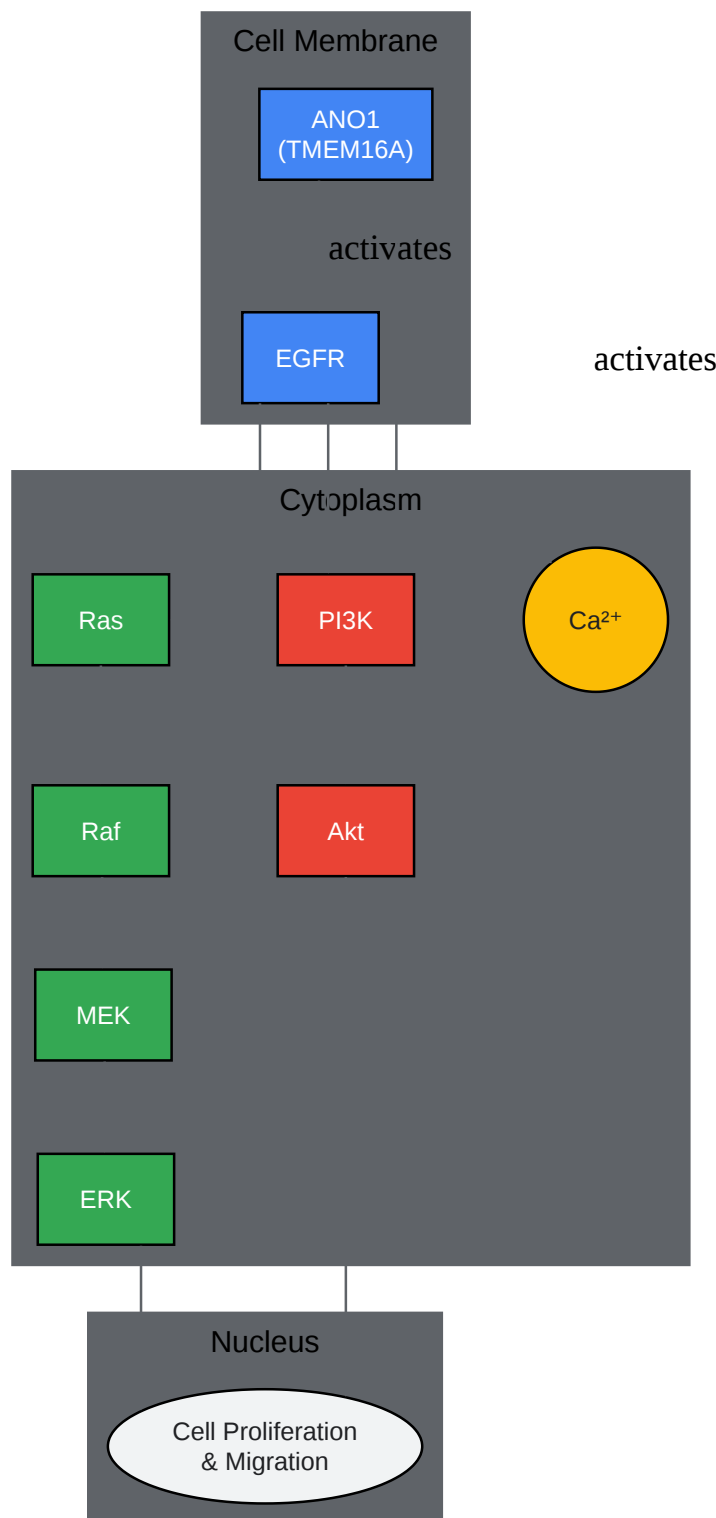 Cell Membrane
ANO1
(TMEM16A)
activates
EGFR
activates
Cytoplasm
Ras
PI3K
Ca²⁺
Raf
Akt
MEK
ERK
Nucleus
Cell Proliferation
& Migration